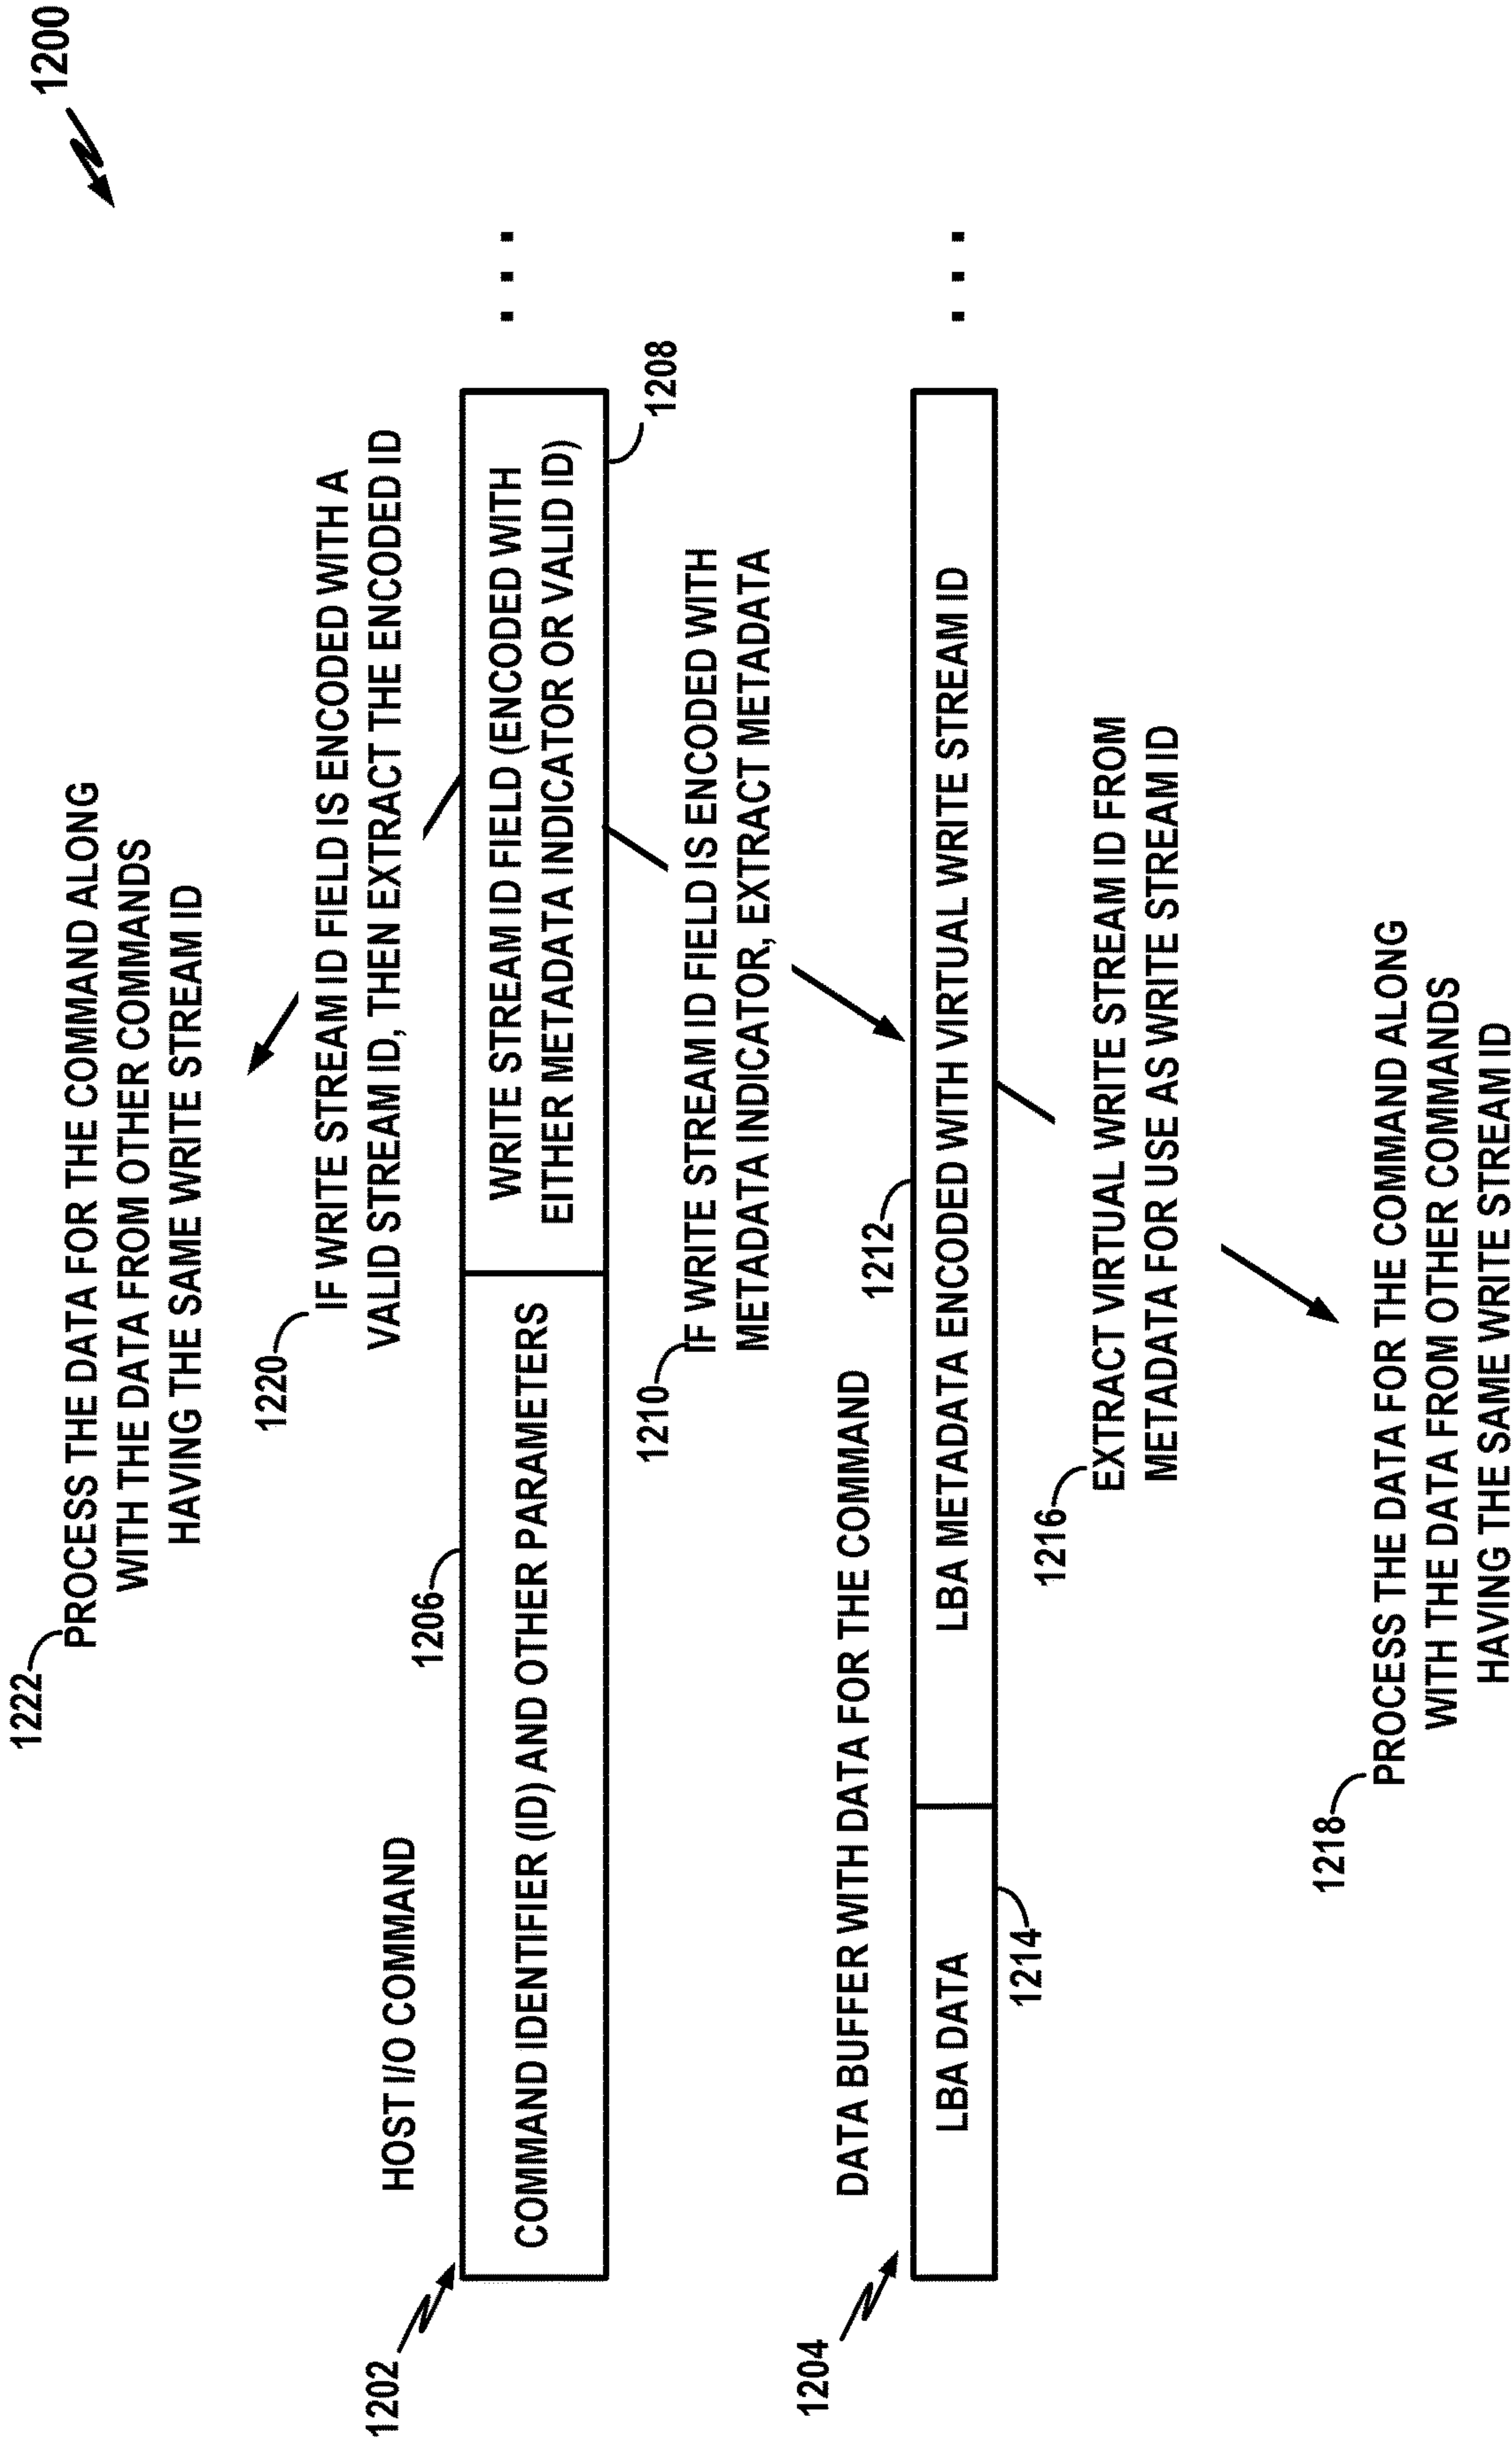 1200
1222
PROCESS THE DATA FOR THE COMMAND ALONG
WITH THE DATA FROM OTHER COMMANDS
HAVING THE SAME WRITE STREAM ID
1220
IF WRITE STREAM ID FIELD IS ENCODED WITH A
VALID STREAM ID, THEN EXTRACT THE ENCODED ID
HOST I/O COMMAND
1202
1206
COMMAND IDENTIFIER (ID) AND OTHER PARAMETERS
WRITE STREAM ID FIELD (ENCODED WITH
EITHER METADATA INDICATOR OR VALID ID)
. . .
1208
1210
IF WRITE STREAM ID FIELD IS ENCODED WITH
METADATA INDICATOR, EXTRACT METADATA
DATA BUFFER WITH DATA FOR THE COMMAND
1204
1212
LBA DATA
LBA METADATA ENCODED WITH VIRTUAL WRITE STREAM ID
. . .
1214
1216
EXTRACT VIRTUAL WRITE STREAM ID FROM
METADATA FOR USE AS WRITE STREAM ID
1218
PROCESS THE DATA FOR THE COMMAND ALONG
WITH THE DATA FROM OTHER COMMANDS
HAVING THE SAME WRITE STREAM ID